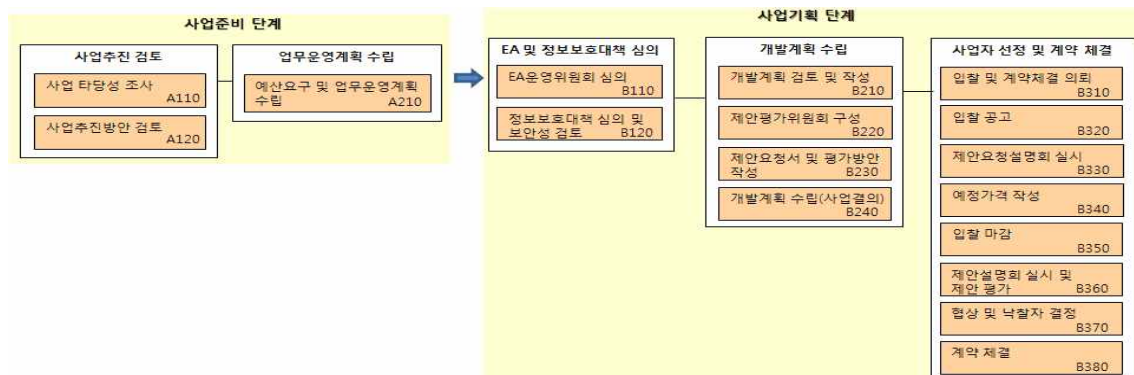 사업준비 단계
사업추진 검토
사업 타당성 조사
A110
사업추진방안 검토
A120
업무운영계획 수립
예산요구 및 업무운영계획
수립
A210
사업기획 단계
EA 및 정보보호대책 심의
EA운영위원회 심의
B110
정보보호대책 심의 및
보안성 검토
B120
개발계획 수립
개발계획 검토 및 작성
B210
제안평가위원회 구성
B220
제안요청서 및 평가방안
작성
B230
개발계획 수립(사업결의)
B240
사업자 선정 및 계약 체결
입찰 및 계약체결 의뢰
B310
입찰 공고
B320
제안요청설명회 실시
B330
예정가격 작성
B340
입찰 마감
B350
제안설명회 실시 및
제안 평가
B360
협상 및 낙찰자 결정
B370
계약 체결
B380